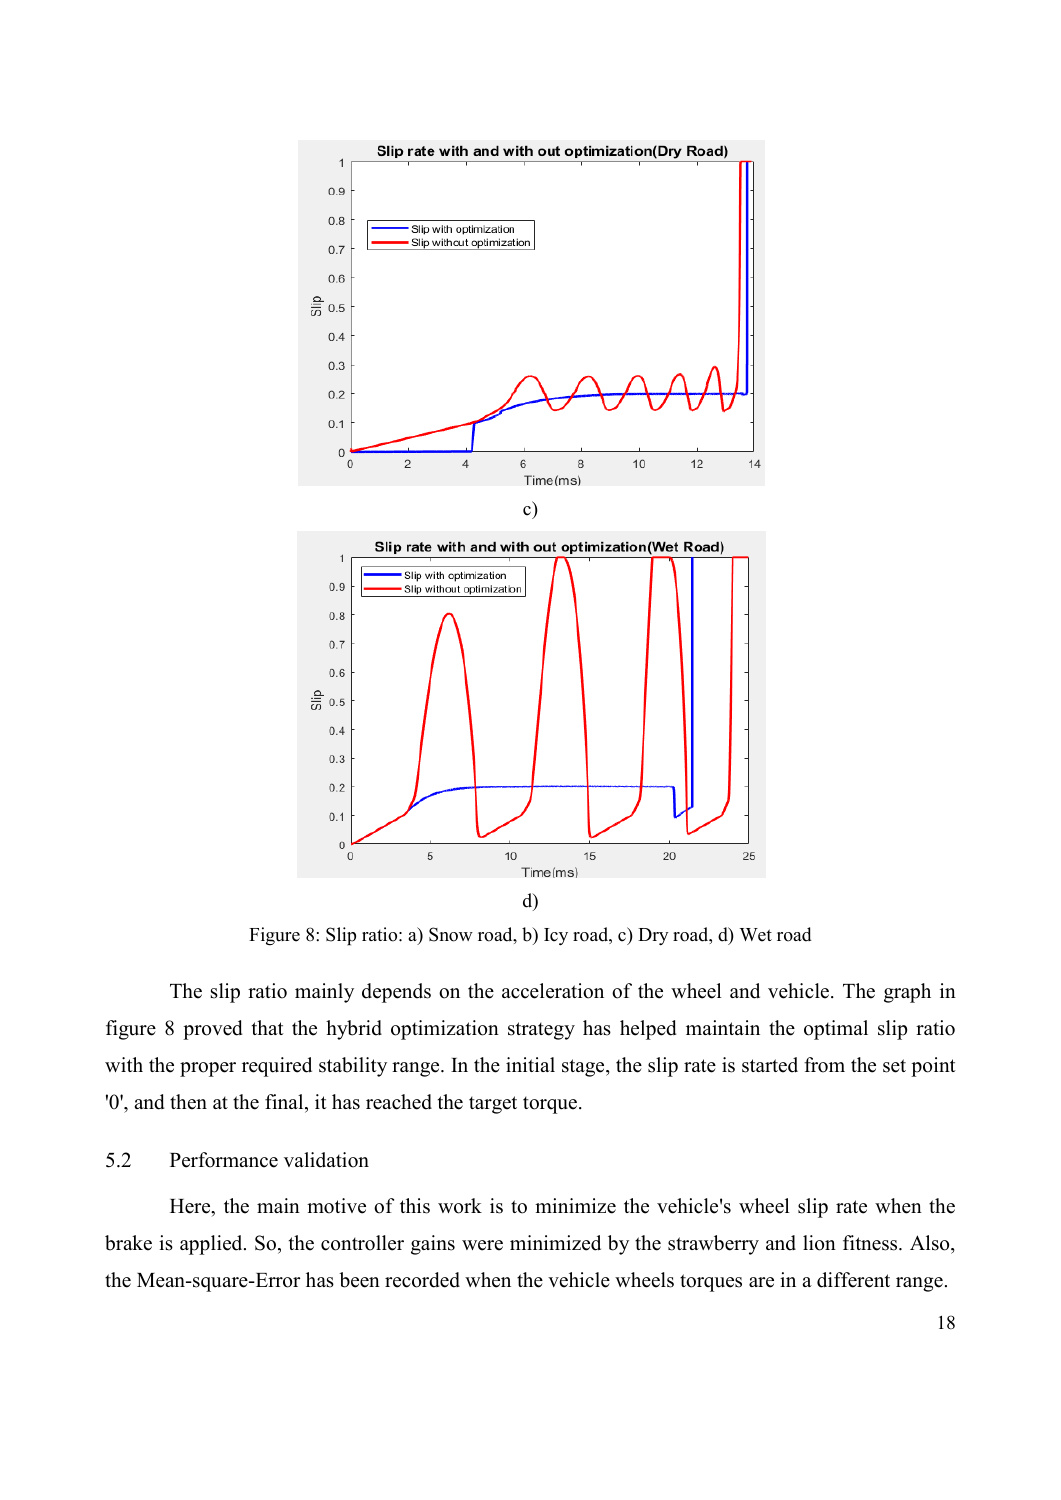 Slip rate with and with out optimization(Dry Road)
1
0.9
0.8
0.7
0.6
0.5
0.4
0.3
0.2
0.1
0
Slip
Slip with optimization
Slip without optimization
0 2 4 6 8 10 12 14
Time(ms)
c)
Slip rate with and with out optimization(Wet Road)
1
0.9
0.8
0.7
0.6
0.5
0.4
0.3
0.2
0.1
0
Slip
Slip with optimization
Slip without optimization
0 5 10 15 20 25
Time(ms)
d)
Figure 8: Slip ratio: a) Snow road, b) Icy road, c) Dry road, d) Wet road
The slip ratio mainly depends on the acceleration of the wheel and vehicle. The graph in
figure 8 proved that the hybrid optimization strategy has helped maintain the optimal slip ratio
with the proper required stability range. In the initial stage, the slip rate is started from the set point
'0', and then at the final, it has reached the target torque.
5.2 Performance validation
Here, the main motive of this work is to minimize the vehicle's wheel slip rate when the
brake is applied. So, the controller gains were minimized by the strawberry and lion fitness. Also,
the Mean-square-Error has been recorded when the vehicle wheels torques are in a different range.
18